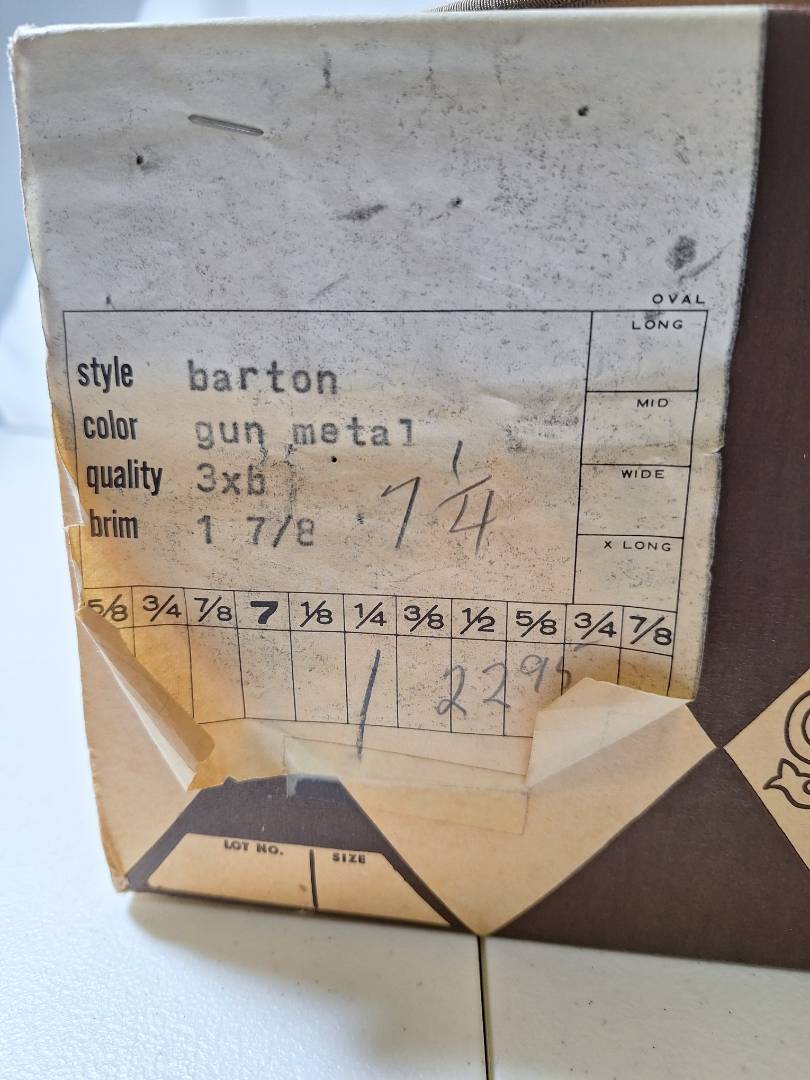 OVAL
LONG
MID
WIDE
X LONG
style barton
color gun metal
quality 3xb
brim 1 7/8
7 1/4
5/8 3/4 7/8 7 1/8 1/4 3/8 1/2 5/8 3/4 7/8
1 22 95
LOT NO. SIZE